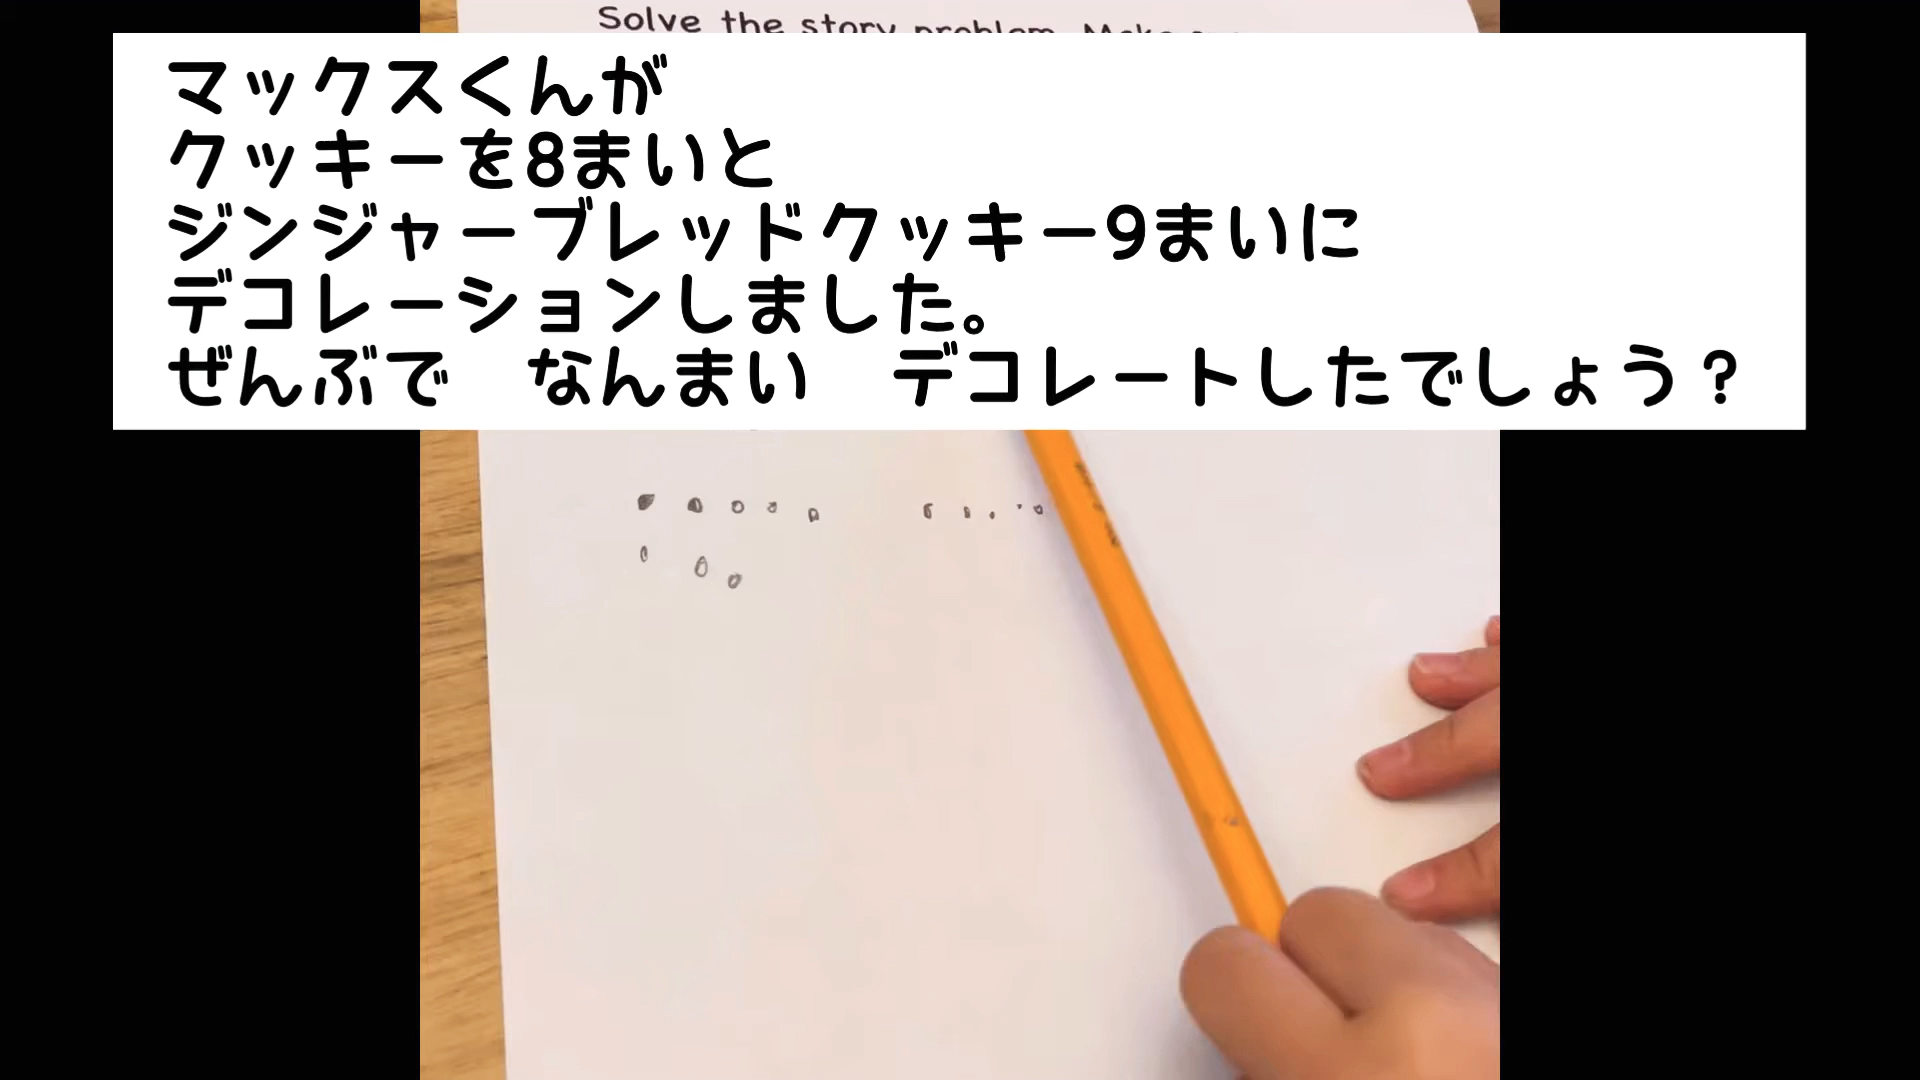 Solve the story problem. Make
マックスくんが
クッキーを8まいと
ジンジャーブレッドクッキー9まいに
デコレーションしました。
ぜんぶで　なんまい　デコレートしたでしょう？